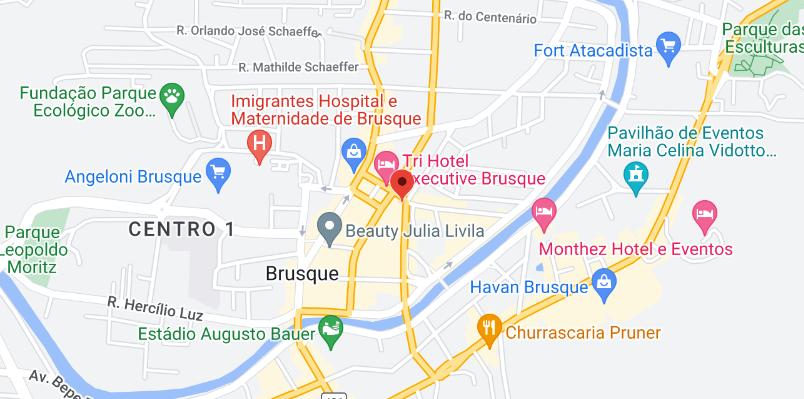 R. do Centenário
R. Orlando José Schaefer
Parque das
Esculturas
Fort Atacadista
R. Mathilde Schaeffer
Fundação Parque
Ecológico Zoo...
Imigrantes Hospital e
Maternidade de Brusque
H
Pavilhão de Eventos
Maria Celina Vidotto...
Tri Hotel
Executive Brusque
Angeloni Brusque
CENTRO 1
Beauty Julia Livila
Parque
Leopoldo
Moritz
Monthez Hotel e Eventos
Brusque
Havan Brusque
R. Hercílio Luz
Estádio Augusto Bauer
Churrascaria Pruner
Av. Bepe